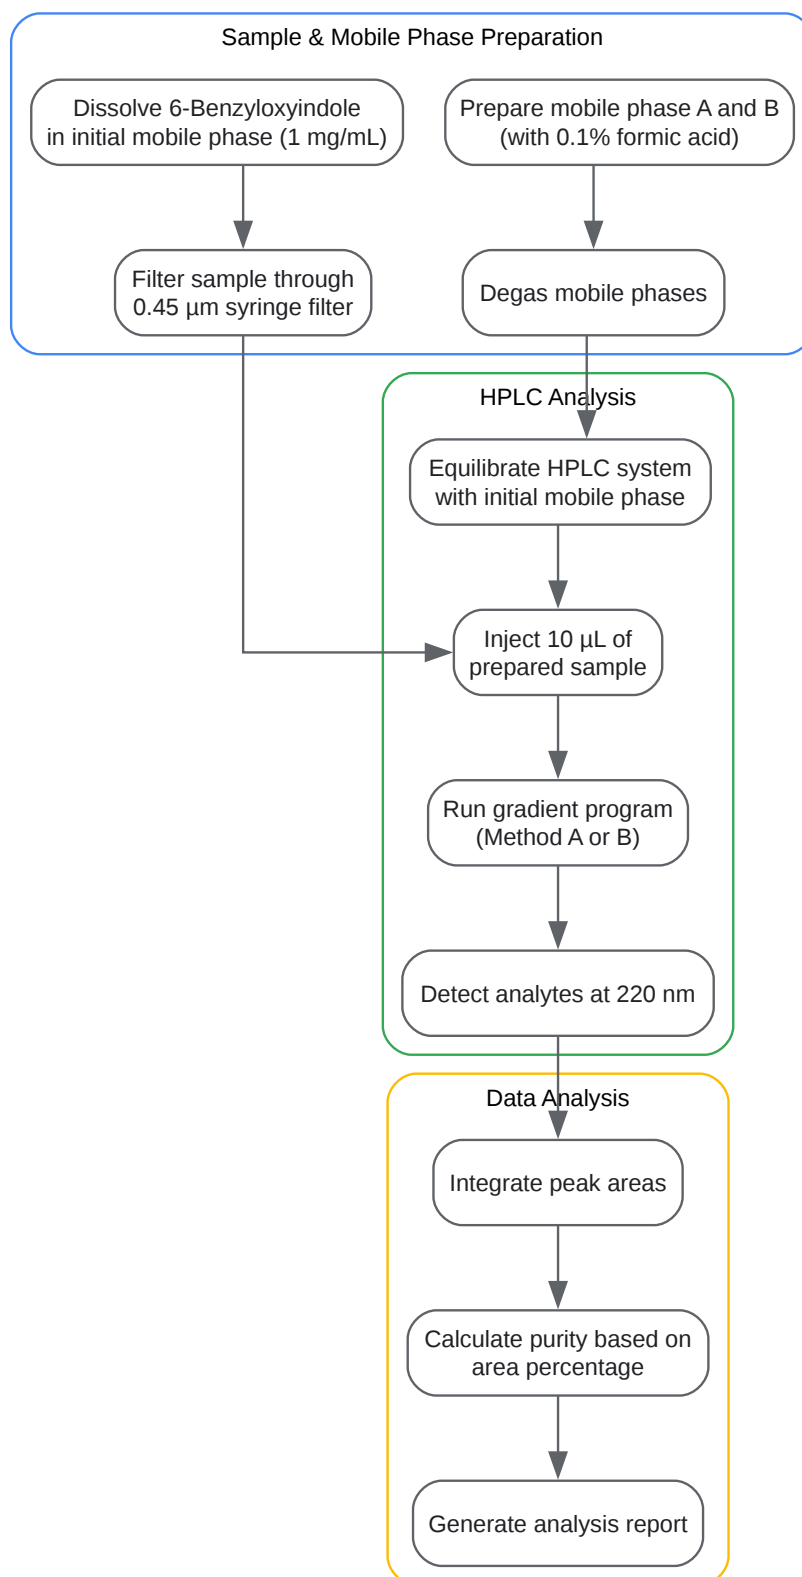 Sample & Mobile Phase Preparation
Dissolve 6-Benzyloxyindole
in initial mobile phase (1 mg/mL)
Prepare mobile phase A and B
(with 0.1% formic acid)
Filter sample through
0.45 µm syringe filter
Degas mobile phases
HPLC Analysis
Equilibrate HPLC system
with initial mobile phase
Inject 10 µL of
prepared sample
Run gradient program
(Method A or B)
Detect analytes at 220 nm
Data Analysis
Integrate peak areas
Calculate purity based on
area percentage
Generate analysis report